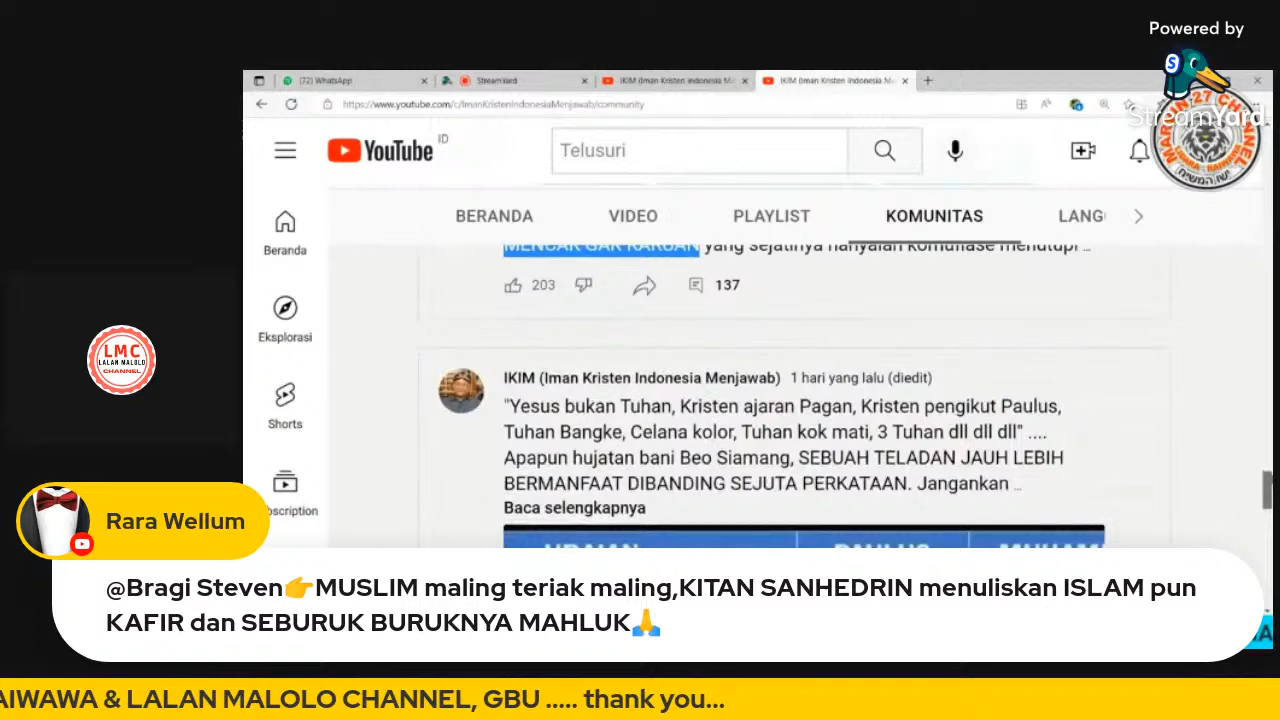 Powered by
StreamYard
(72) WhatsApp
StreamYard
IKIM (Iman Kristen Indonesia M
IKIM (Iman Kristen Indonesia M
https://www.youtube.com/c/ImanKristenIndonesiaMenjawab/community
YouTube ID
Telusuri
BERANDA VIDEO PLAYLIST KOMUNITAS LANG
Beranda
Eksplorasi
Shorts
yang sejatinya hanyalah
203
137
IKIM (Iman Kristen Indonesia Menjawab) 1 hari yang lalu (diedit)
"Yesus bukan Tuhan, Kristen ajaran Pagan, Kristen pengikut Paulus,
Tuhan Bangke, Celana kolor, Tuhan kok mati, 3 Tuhan dll dll dll" ....
Apapun hujatan bani Beo Siamang, SEBUAH TELADAN JAUH LEBIH
BERMANFAAT DIBANDING SEJUTA PERKATAAN. Jangankan ...
Baca selengkapnya
LMC
LALAN MALOLO
CHANNEL
Rara Wellum
@Bragi Steven👉MUSLIM maling teriak maling,KITAN SANHEDRIN menuliskan ISLAM pun
KAFIR dan SEBURUK BURUKNYA MAHLUK🙏
AIWAWA & LALAN MALOLO CHANNEL, GBU ..... thank you...